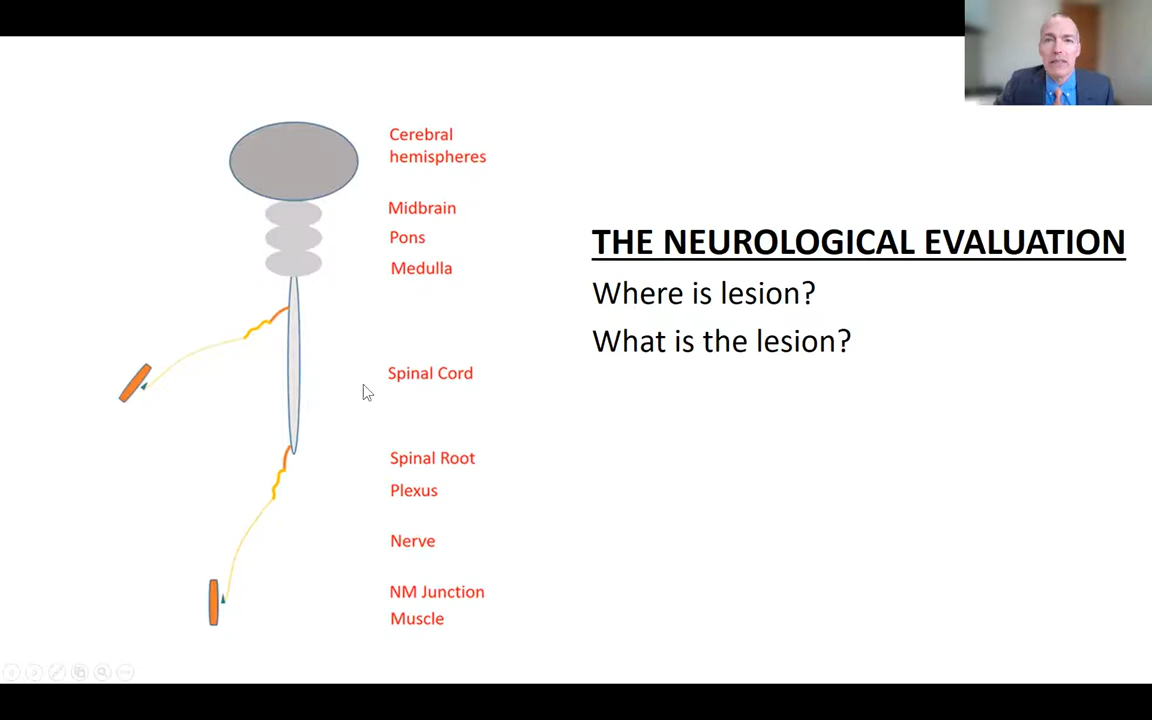 Cerebral
hemispheres
Midbrain
Pons
Medulla
Spinal Cord
Spinal Root
Plexus
Nerve
NM Junction
Muscle
THE NEUROLOGICAL EVALUATION
Where is lesion?
What is the lesion?